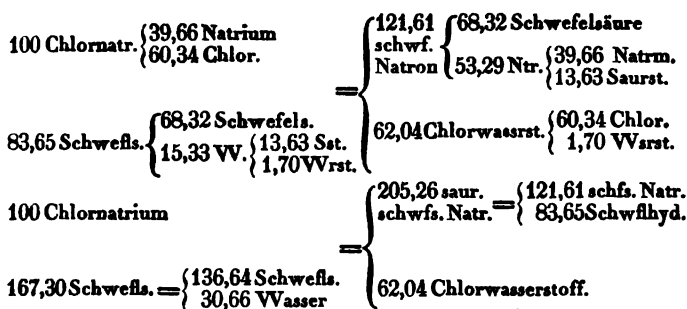 100 Chlornatr. {39,66 Natrium
{60,34 Chlor.
83,65 Schwefls. {68,32 Schwefels.
{15,33 W. {13,63 Sst.
{1,70 Wrst.
=
{121,61 schwf. Natron {68,32 Schwefelsäure
{53,29 Ntr. {39,66 Natrm.
{13,63 Saurst.
{62,04 Chlorwassrst. {60,34 Chlor.
{1,70 Wsrst.
100 Chlornatrium
167,30 Schwefls. = {136,64 Schwefls.
{30,66 Wasser
=
{205,26 saur.
schwfs. Natr. = {121,61 schfs. Natr.
{83,65 Schwflhyd.
{62,04 Chlorwasserstoff.